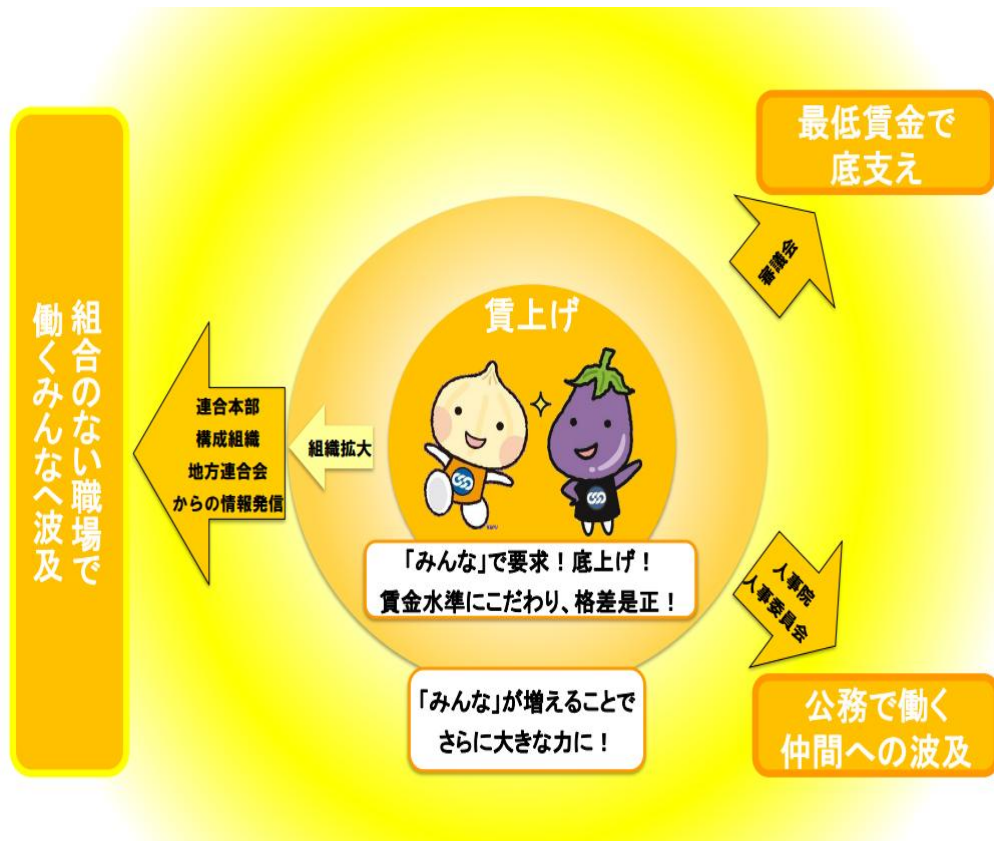 最低賃金で
底支え
審議会
賃上げ
組合のない職場で
働くみんなへ波及
連合本部
構成組織
地方連合会
からの情報発信
組織拡大
「みんな」で要求！底上げ！
賃金水準にこだわり、格差是正！
人事院
人事委員会
「みんな」が増えることで
さらに大きな力に！
公務で働く
仲間への波及